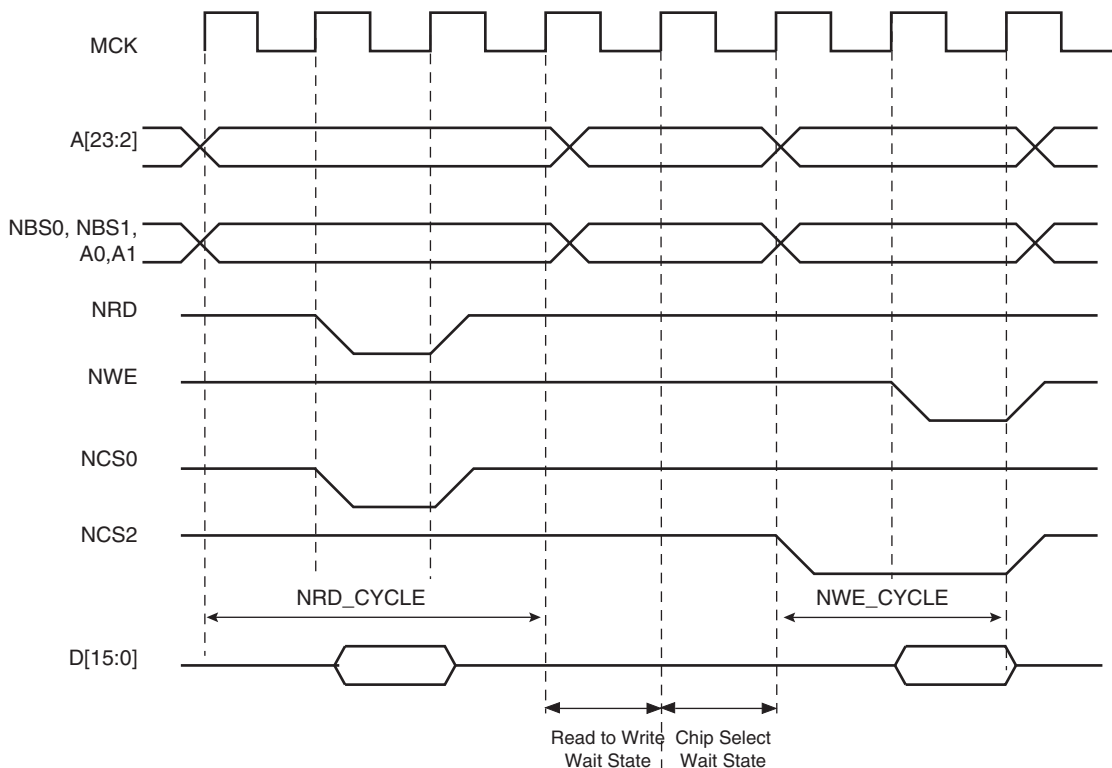 MCK
A[23:2]
NBS0, NBS1,
A0,A1
NRD
NWE
NCS0
NCS2
NRD_CYCLE
NWE_CYCLE
D[15:0]
Read to Write
Wait State
Chip Select
Wait State